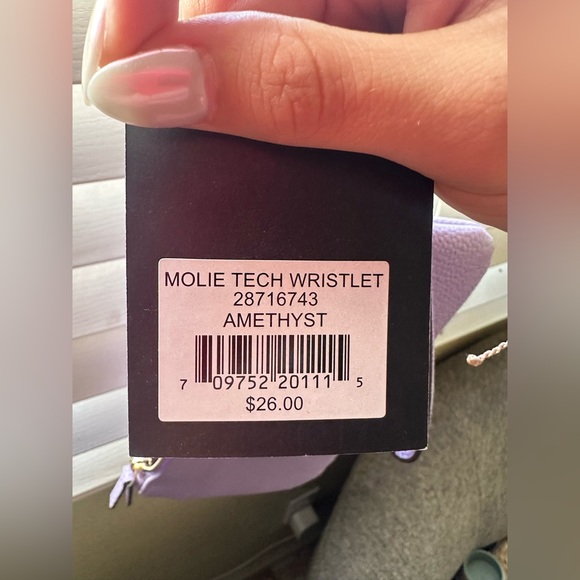 MOLIE TECH WRISTLET
28716743
AMETHYST
7 09752 20111 5
$26.00